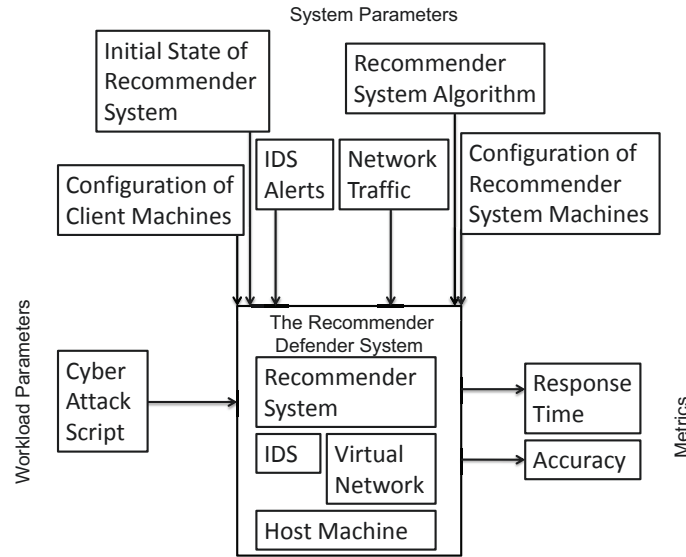 System Parameters
Initial State of
Recommender
System
Recommender
System Algorithm
IDS
Alerts
Network
Traffic
Configuration of
Client Machines
Configuration of
Recommender
System Machines
Workload Parameters
The Recommender
Defender System
Cyber
Attack
Script
Recommender
System
Response
Time
IDS
Virtual
Network
Accuracy
Metrics
Host Machine